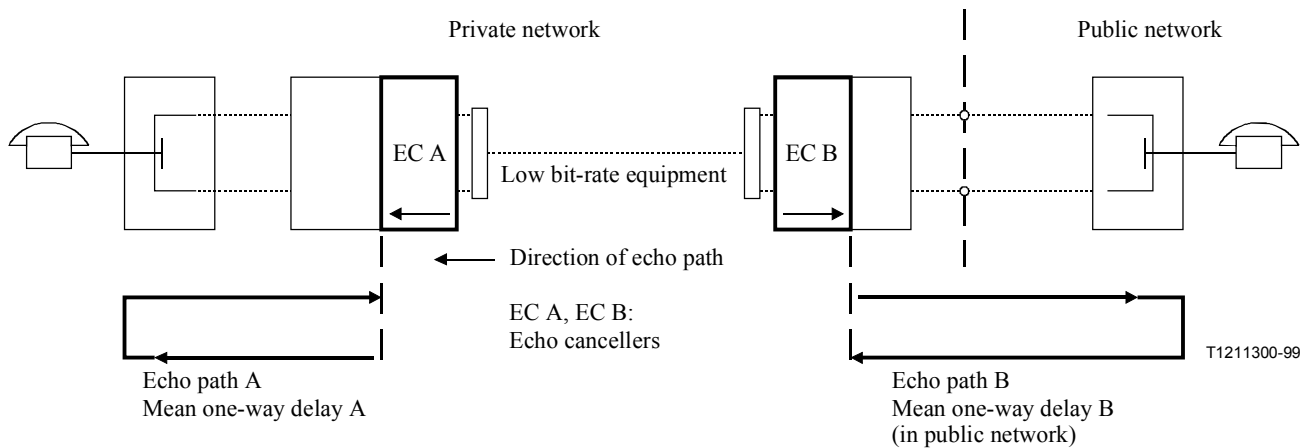 Private network
Public network
EC A
EC B
Low bit-rate equipment
Direction of echo path
EC A, EC B:
Echo cancellers
T1211300-99
Echo path A
Mean one-way delay A
Echo path B
Mean one-way delay B
(in public network)